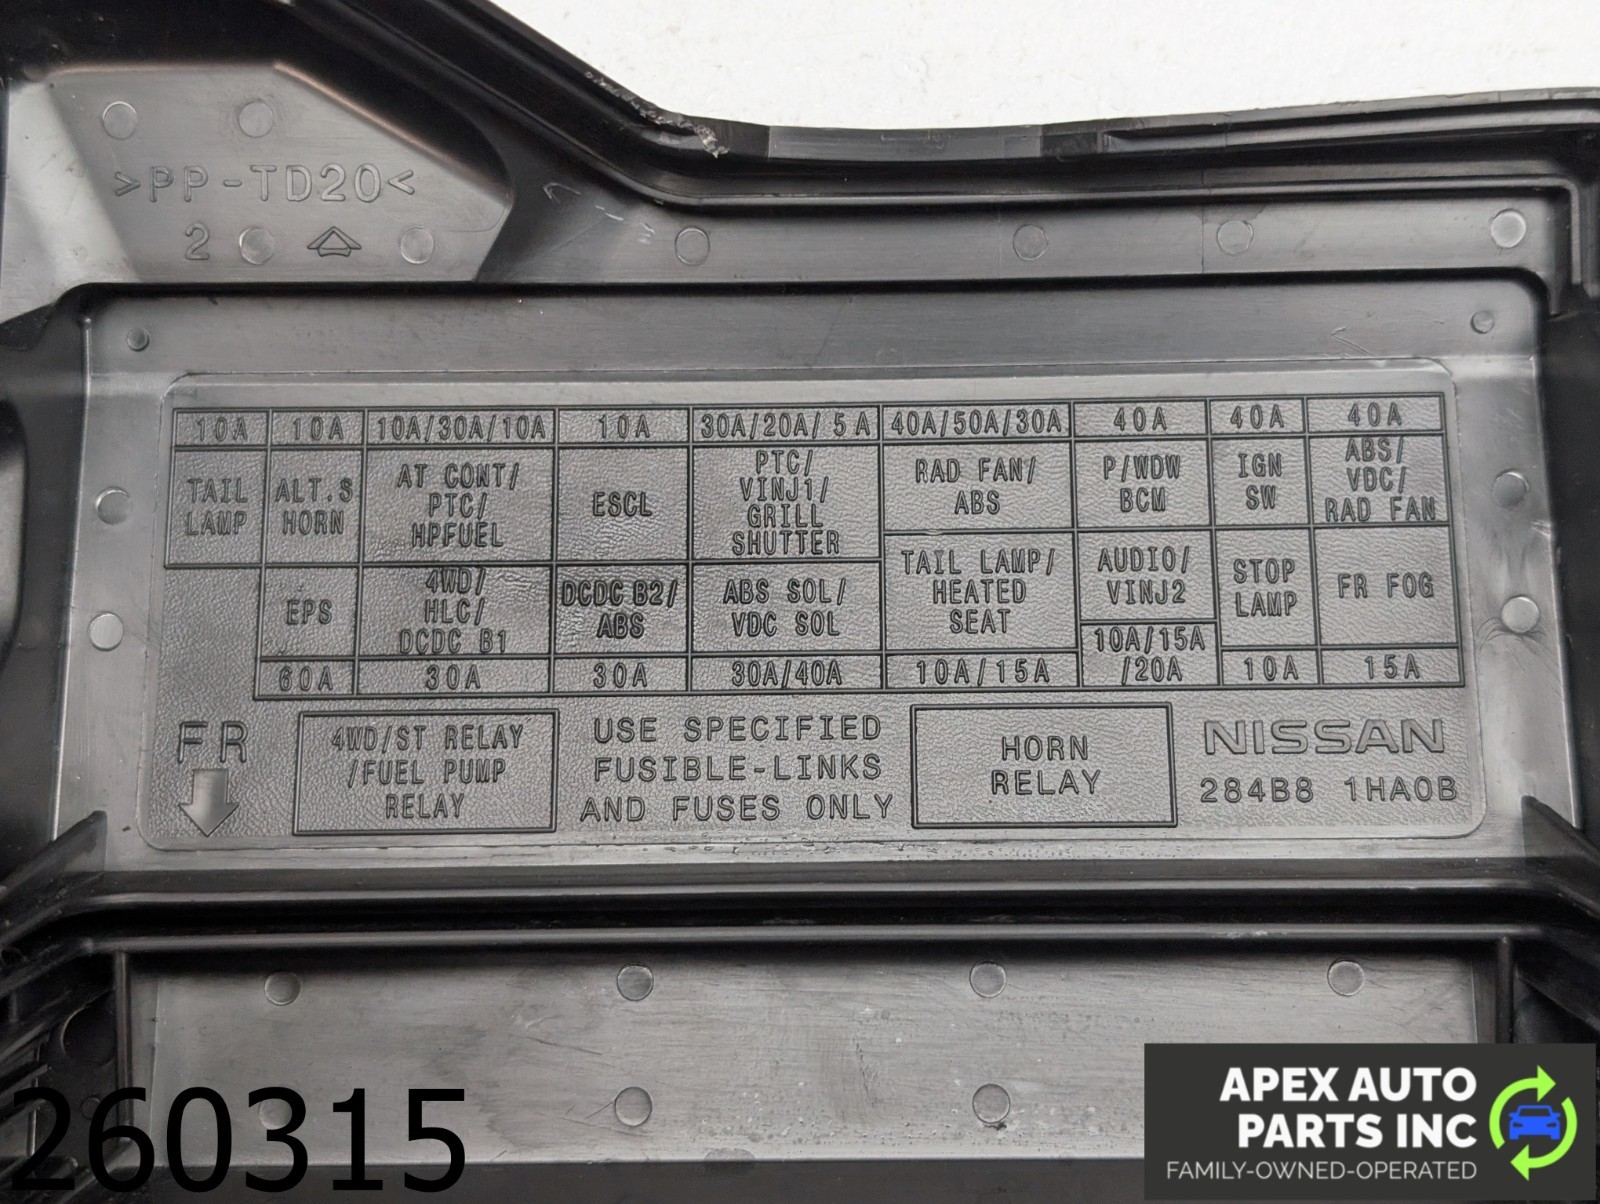 >PP-TD20<
2
10A 10A 10A/30A/10A 10A 30A/20A/ 5A 40A/50A/30A 40A 40A 40A
TAIL
LAMP
ALT.S
HORN
AT CONT/
PTC/
HPFUEL
ESCL
PTC/
VINJ1/
GRILL
SHUTTER
RAD FAN/
ABS
P/WDW
BCM
IGN
SW
ABS/
VDC/
RAD FAN
EPS
4WD/
HLC/
DCDC B1
DCDC B2/
ABS
ABS SOL/
VDC SOL
TAIL LAMP/
HEATED
SEAT
AUDIO/
VINJ2
STOP
LAMP
FR FOG
60A 30A 30A 30A/40A 10A/15A
10A/15A
/20A
10A 15A
FR
4WD/ST RELAY
/FUEL PUMP
RELAY
USE SPECIFIED
FUSIBLE-LINKS
AND FUSES ONLY
HORN
RELAY
NISSAN
284B8 1HA0B
260315
APEX AUTO
PARTS INC
FAMILY-OWNED-OPERATED